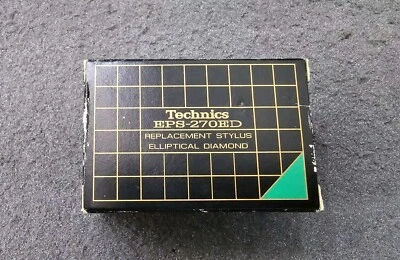 Technics
EPS-270ED
REPLACEMENT STYLUS
ELLIPTICAL DIAMOND